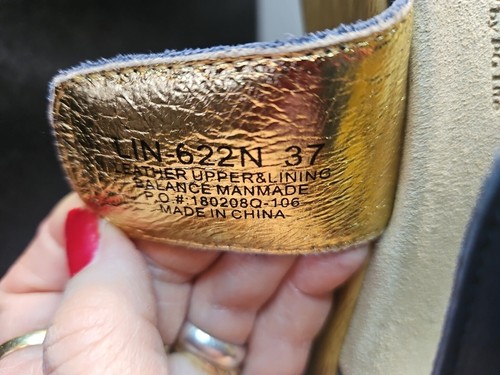 LIN-622N 37
LEATHER UPPER&LINING
BALANCE MANMADE
P.O.#:180208Q-106
MADE IN CHINA